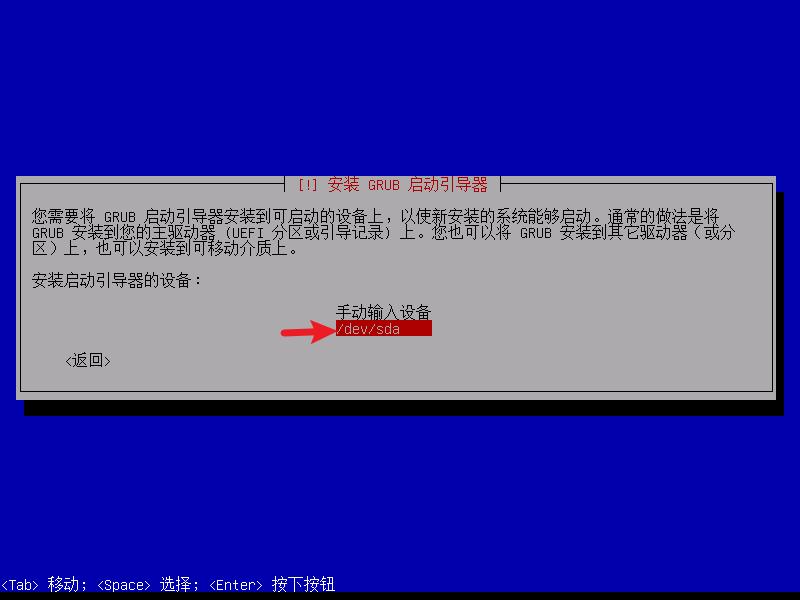 [!] 安装 GRUB 启动引导器
您需要将 GRUB 启动引导器安装到可启动的设备上，以使新安装的系统能够启动。通常的做法是将
GRUB 安装到您的主驱动器 (UEFI 分区或引导记录) 上。您也可以将 GRUB 安装到其它驱动器（或分
区）上，也可以安装到可移动介质上。
安装启动引导器的设备：
手动输入设备
/dev/sda
<返回>
<Tab> 移动; <Space> 选择; <Enter> 按下按钮